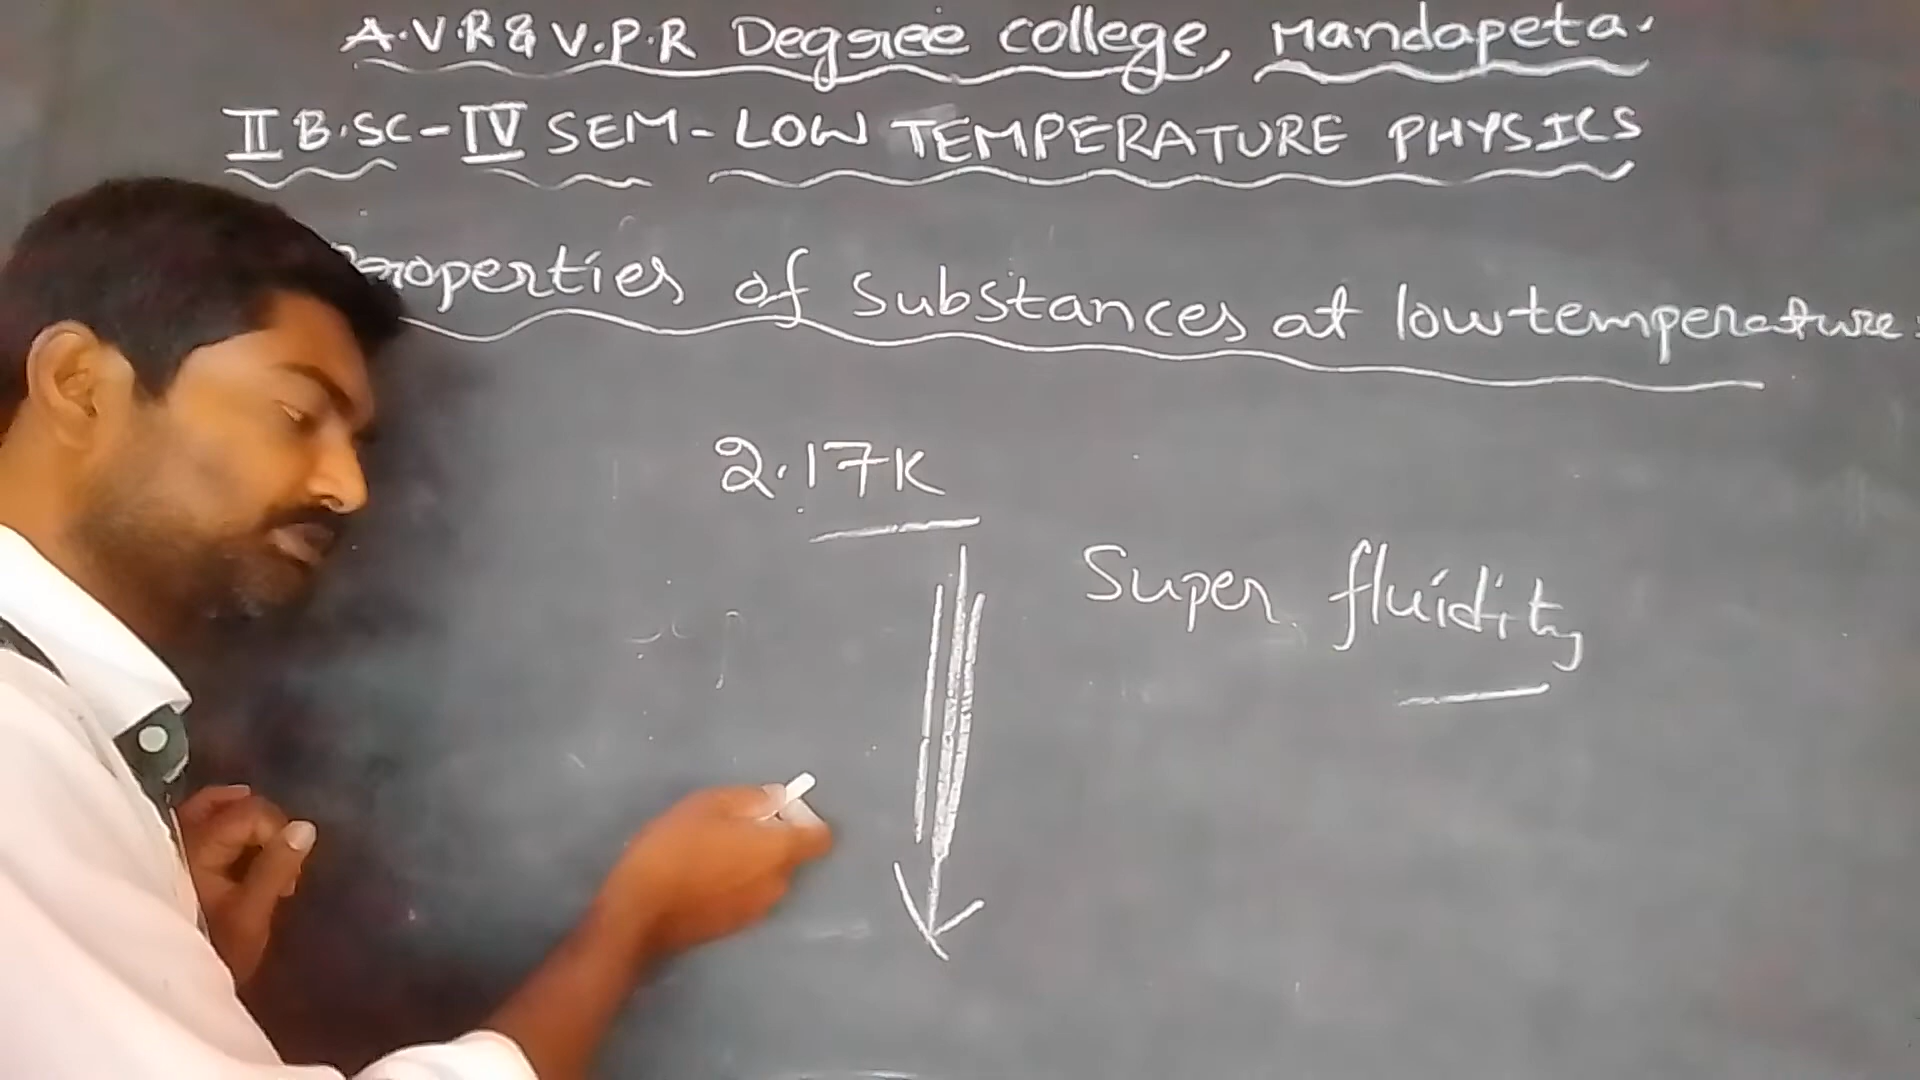 A.V.R & V.P.R Degree College, Mandapeta.
II B.SC - IV SEM - LOW TEMPERATURE PHYSICS
Properties of Substances at low temperature:
2.17K
Super fluidity